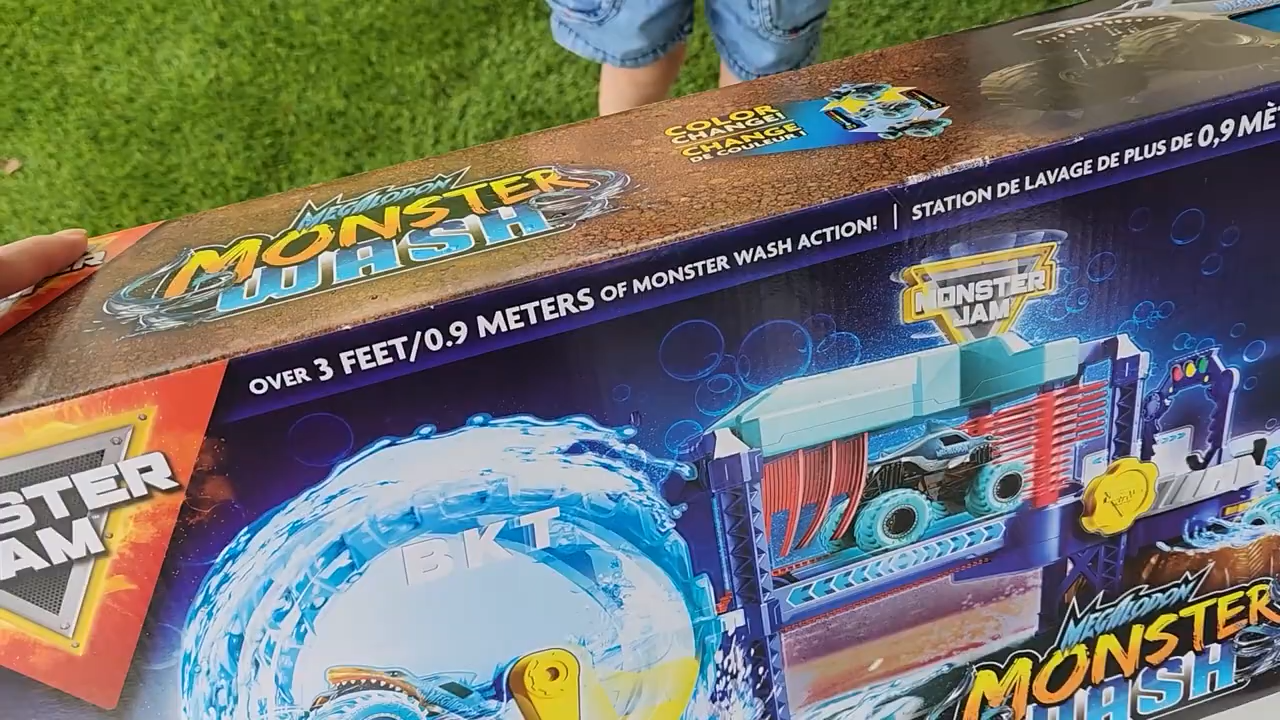 COLOR
CHANGE!
CHANGE
DE COULEUR!
MEGALODON
MONSTER
WASH
OVER 3 FEET/0.9 METERS OF MONSTER WASH ACTION! | STATION DE LAVAGE DE PLUS DE 0,9 MÈ
MONSTER
JAM
STER
AM
BKT
MEGALODON
MONSTER
WASH